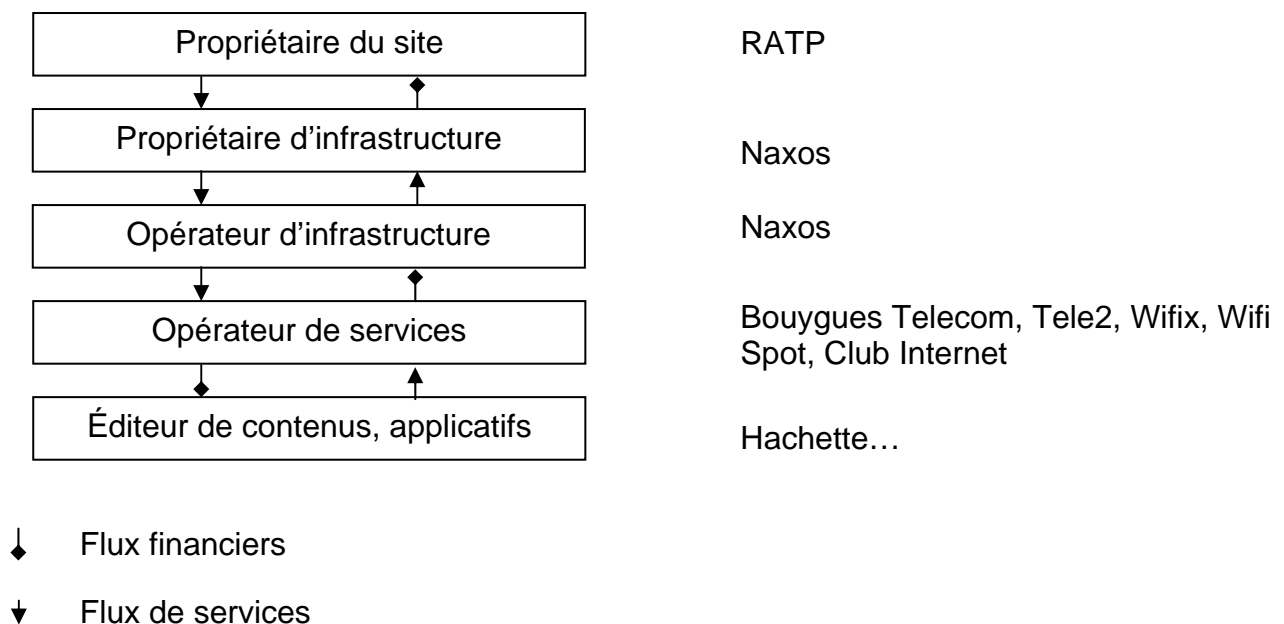 Propriétaire du site
RATP
Propriétaire d’infrastructure
Naxos
Opérateur d’infrastructure
Naxos
Opérateur de services
Bouygues Telecom, Tele2, Wifix, Wifi
Spot, Club Internet
Éditeur de contenus, applicatifs
Hachette…
Flux financiers
Flux de services